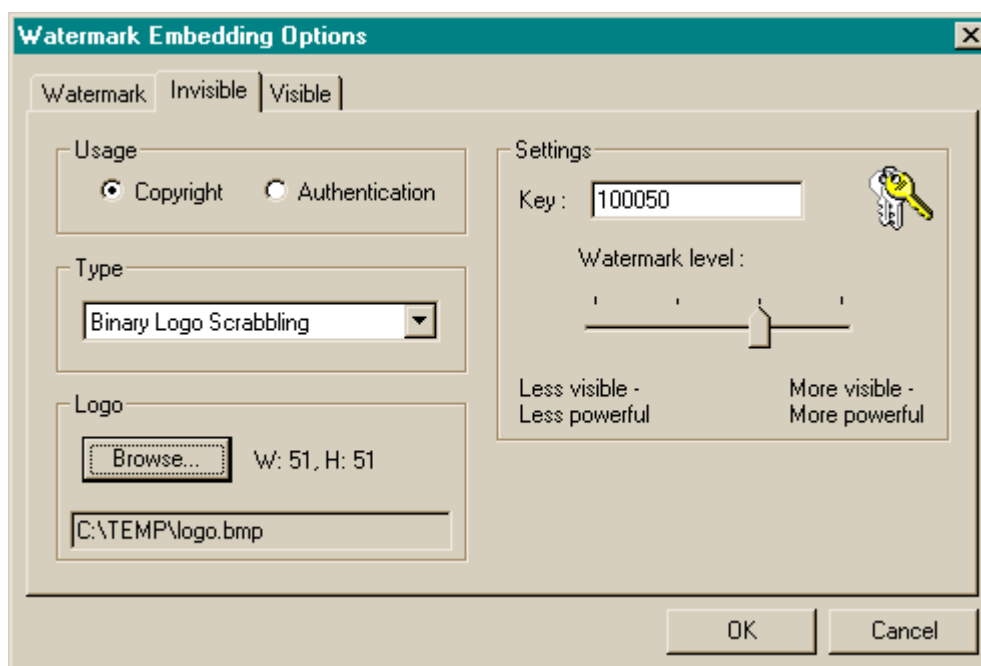 Watermark Embedding Options
Watermark
Invisible
Visible
Usage
Copyright
Authentication
Type
Binary Logo Scrabbling
Logo
Browse...
W: 51, H: 51
C:\TEMP\logo.bmp
Settings
Key :
100050
Watermark level :
Less visible -
Less powerful
More visible -
More powerful
OK
Cancel